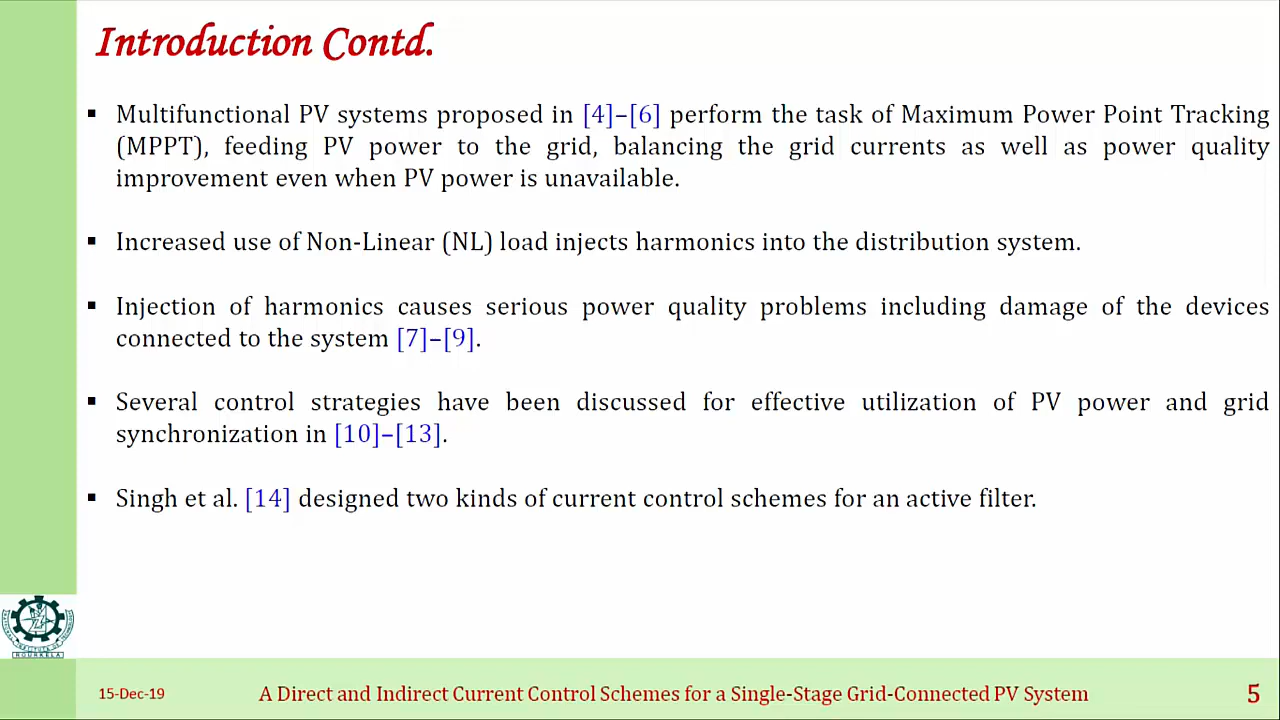 Introduction Contd.
▪ Multifunctional PV systems proposed in [4]–[6] perform the task of Maximum Power Point Tracking
(MPPT), feeding PV power to the grid, balancing the grid currents as well as power quality
improvement even when PV power is unavailable.
▪ Increased use of Non-Linear (NL) load injects harmonics into the distribution system.
▪ Injection of harmonics causes serious power quality problems including damage of the devices
connected to the system [7]–[9].
▪ Several control strategies have been discussed for effective utilization of PV power and grid
synchronization in [10]–[13].
▪ Singh et al. [14] designed two kinds of current control schemes for an active filter.
ROURKELA
15-Dec-19
A Direct and Indirect Current Control Schemes for a Single-Stage Grid-Connected PV System
5